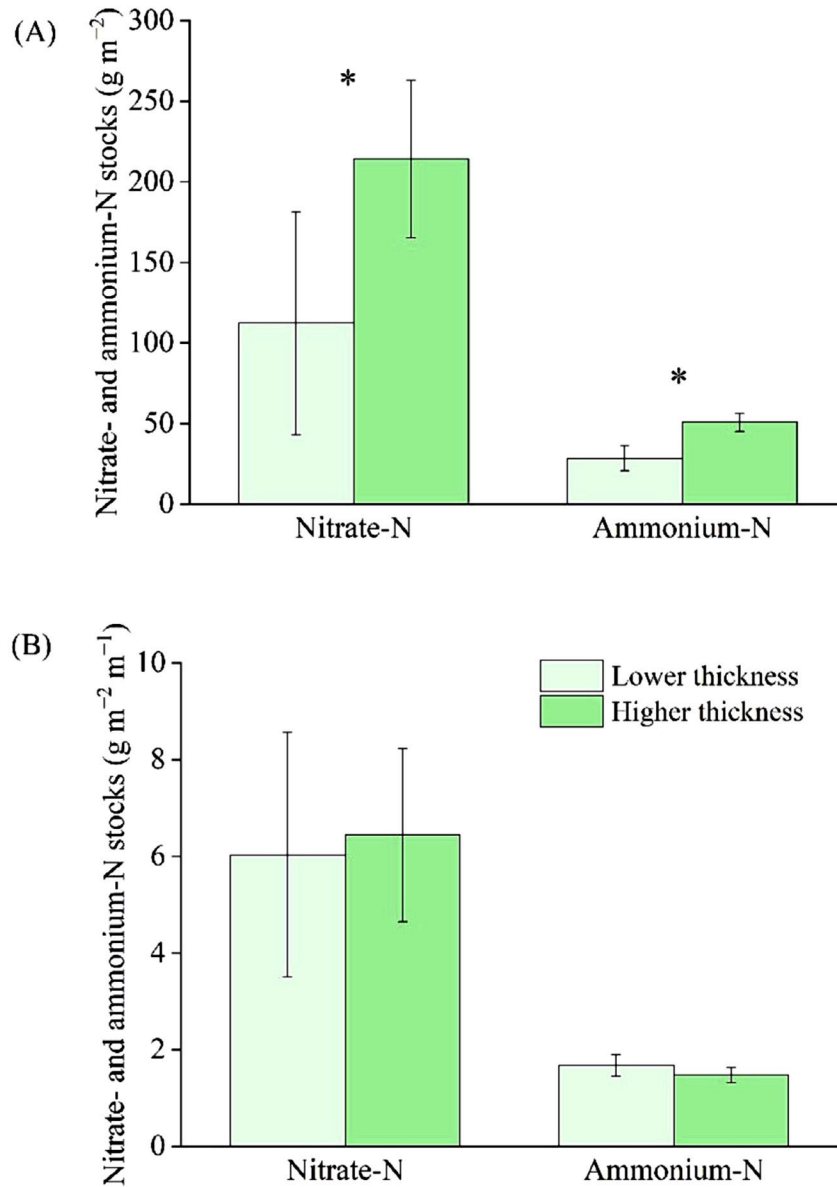 (A)
Nitrate- and ammonium-N stocks (g m⁻²)
300
250
200
150
100
50
0
*
*
Nitrate-N
Ammonium-N
(B)
Nitrate- and ammonium-N stocks (g m⁻² m⁻¹)
10
8
6
4
2
0
Lower thickness
Higher thickness
Nitrate-N
Ammonium-N